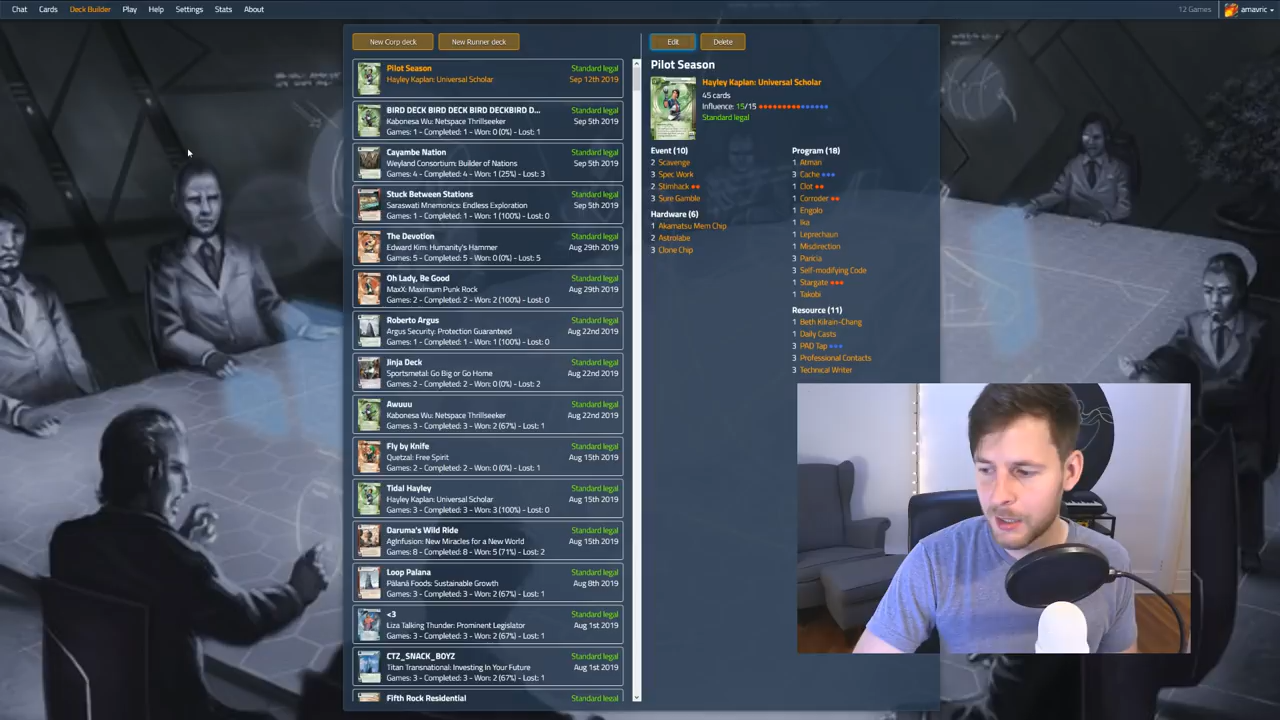 Chat Cards Deck Builder Play Help Settings Stats About
12 Games amavric
New Corp deck New Runner deck
Pilot Season Standard legal
Hayley Kaplan: Universal Scholar Sep 12th 2019
BIRD DECK BIRD DECK BIRD DECKBIRD D... Standard legal
Kabonesa Wu: Netspace Thrillseeker Sep 5th 2019
Games: 1 - Completed: 1 - Won: 0 (0%) - Lost: 1
Cayambe Nation Standard legal
Weyland Consortium: Builder of Nations Sep 5th 2019
Games: 4 - Completed: 4 - Won: 1 (25%) - Lost: 3
Stuck Between Stations Standard legal
Saraswati Mnemonics: Endless Exploration Sep 5th 2019
Games: 1 - Completed: 1 - Won: 1 (100%) - Lost: 0
The Devotion Standard legal
Edward Kim: Humanity's Hammer Aug 29th 2019
Games: 5 - Completed: 5 - Won: 0 (0%) - Lost: 5
Oh Lady, Be Good Standard legal
MaxX: Maximum Punk Rock Aug 29th 2019
Games: 2 - Completed: 2 - Won: 2 (100%) - Lost: 0
Roberto Argus Standard legal
Argus Security: Protection Guaranteed Aug 22nd 2019
Games: 1 - Completed: 1 - Won: 1 (100%) - Lost: 0
Jinja Deck Standard legal
Sportsmetal: Go Big or Go Home Aug 22nd 2019
Games: 2 - Completed: 2 - Won: 0 (0%) - Lost: 2
Awuuu Standard legal
Kabonesa Wu: Netspace Thrillseeker Aug 22nd 2019
Games: 3 - Completed: 3 - Won: 2 (67%) - Lost: 1
Fly by Knife Standard legal
Quetzal: Free Spirit Aug 15th 2019
Games: 2 - Completed: 2 - Won: 0 (0%) - Lost: 1
Tidal Hayley Standard legal
Hayley Kaplan: Universal Scholar Aug 15th 2019
Games: 3 - Completed: 3 - Won: 3 (100%) - Lost: 0
Daruma's Wild Ride Standard legal
AgInfusion: New Miracles for a New World Aug 15th 2019
Games: 8 - Completed: 8 - Won: 5 (71%) - Lost: 2
Loop Palana Standard legal
Pālanā Foods: Sustainable Growth Aug 8th 2019
Games: 3 - Completed: 3 - Won: 2 (67%) - Lost: 1
<3 Standard legal
Liza Talking Thunder: Prominent Legislator Aug 1st 2019
Games: 3 - Completed: 3 - Won: 2 (67%) - Lost: 1
CTZ_SNACK_BOYZ Standard legal
Titan Transnational: Investing In Your Future Aug 1st 2019
Games: 3 - Completed: 3 - Won: 2 (67%) - Lost: 1
Fifth Rock Residential Standard legal
Edit Delete
Pilot Season
Hayley Kaplan: Universal Scholar
45 cards
Influence: 15/15
Standard legal
Event (10)
2 Scavenge
3 Spec Work
2 Stimhack
3 Sure Gamble
Hardware (6)
1 Akamatsu Mem Chip
2 Astrolabe
3 Clone Chip
Program (18)
1 Atman
3 Cache
1 Clot
1 Corroder
1 Engolo
1 Ika
1 Leprechaun
1 Misdirection
3 Paricia
3 Self-modifying Code
1 Stargate
1 Takobi
Resource (11)
1 Beth Kilrain-Chang
1 Daily Casts
3 PAD Tap
3 Professional Contacts
3 Technical Writer